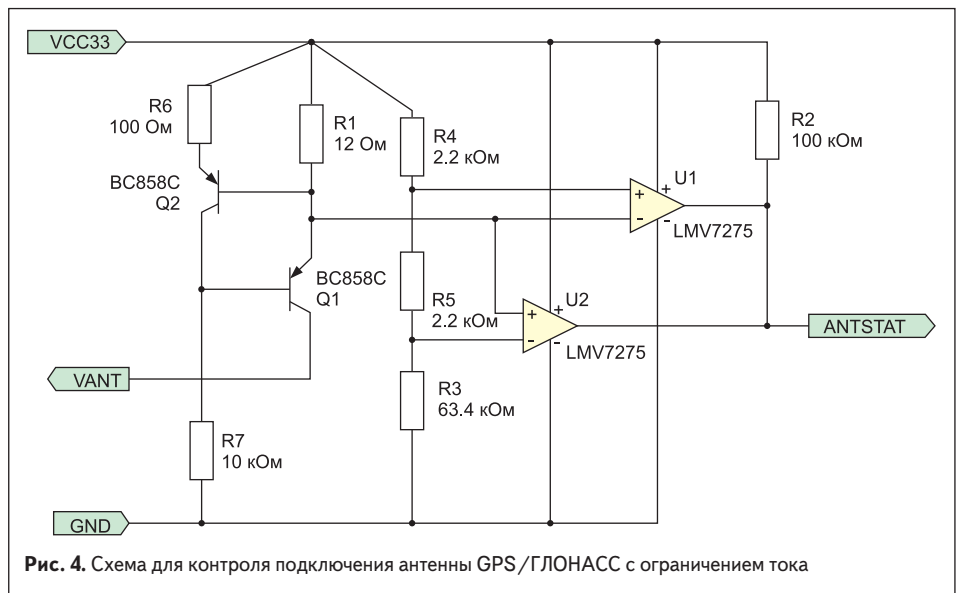 VCC33
R6
100 Ом
R1
12 Ом
R4
2.2 кОм
R2
100 кОм
BC858C
Q2
+
-
+
-
U1
LMV7275
BC858C
Q1
R5
2.2 кОм
+
-
+
-
U2
LMV7275
ANTSTAT
VANT
R3
63.4 кОм
R7
10 кОм
GND
Рис. 4. Схема для контроля подключения антенны GPS/ГЛОНАСС с ограничением тока